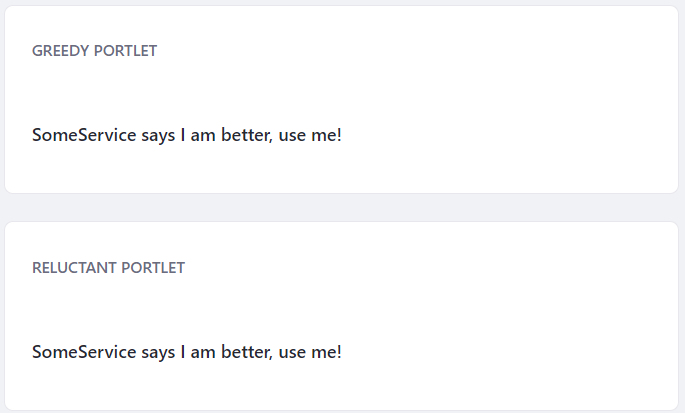 GREEDY PORTLET
SomeService says I am better, use me!
RELUCTANT PORTLET
SomeService says I am better, use me!